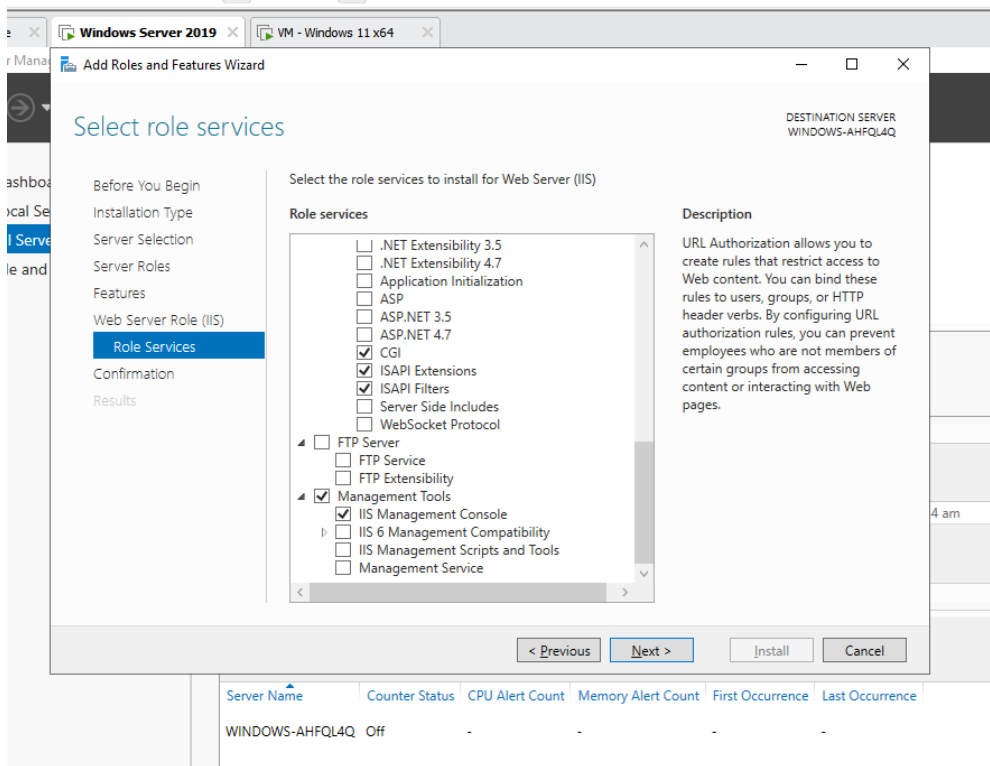 Windows Server 2019
VM - Windows 11 x64
r Mana
Add Roles and Features Wizard
Select role services
DESTINATION SERVER
WINDOWS-AHFQL4Q
ashboa
ocal Se
l Serve
le and
Before You Begin
Installation Type
Server Selection
Server Roles
Features
Web Server Role (IIS)
Role Services
Confirmation
Results
Select the role services to install for Web Server (IIS)
Role services
.NET Extensibility 3.5
.NET Extensibility 4.7
Application Initialization
ASP
ASP.NET 3.5
ASP.NET 4.7
CGI
ISAPI Extensions
ISAPI Filters
Server Side Includes
WebSocket Protocol
FTP Server
FTP Service
FTP Extensibility
Management Tools
IIS Management Console
IIS 6 Management Compatibility
IIS Management Scripts and Tools
Management Service
Description
URL Authorization allows you to
create rules that restrict access to
Web content. You can bind these
rules to users, groups, or HTTP
header verbs. By configuring URL
authorization rules, you can prevent
employees who are not members of
certain groups from accessing
content or interacting with Web
pages.
4 am
< Previous
Next >
Install
Cancel
Server Name Counter Status CPU Alert Count Memory Alert Count First Occurrence Last Occurrence
WINDOWS-AHFQL4Q Off - - - -